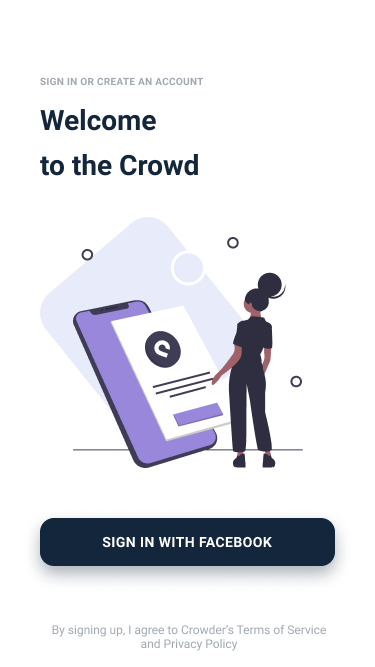 SIGN IN OR CREATE AN ACCOUNT
Welcome
to the Crowd
SIGN IN WITH FACEBOOK
By signing up, I agree to Crowder's Terms of Service
and Privacy Policy